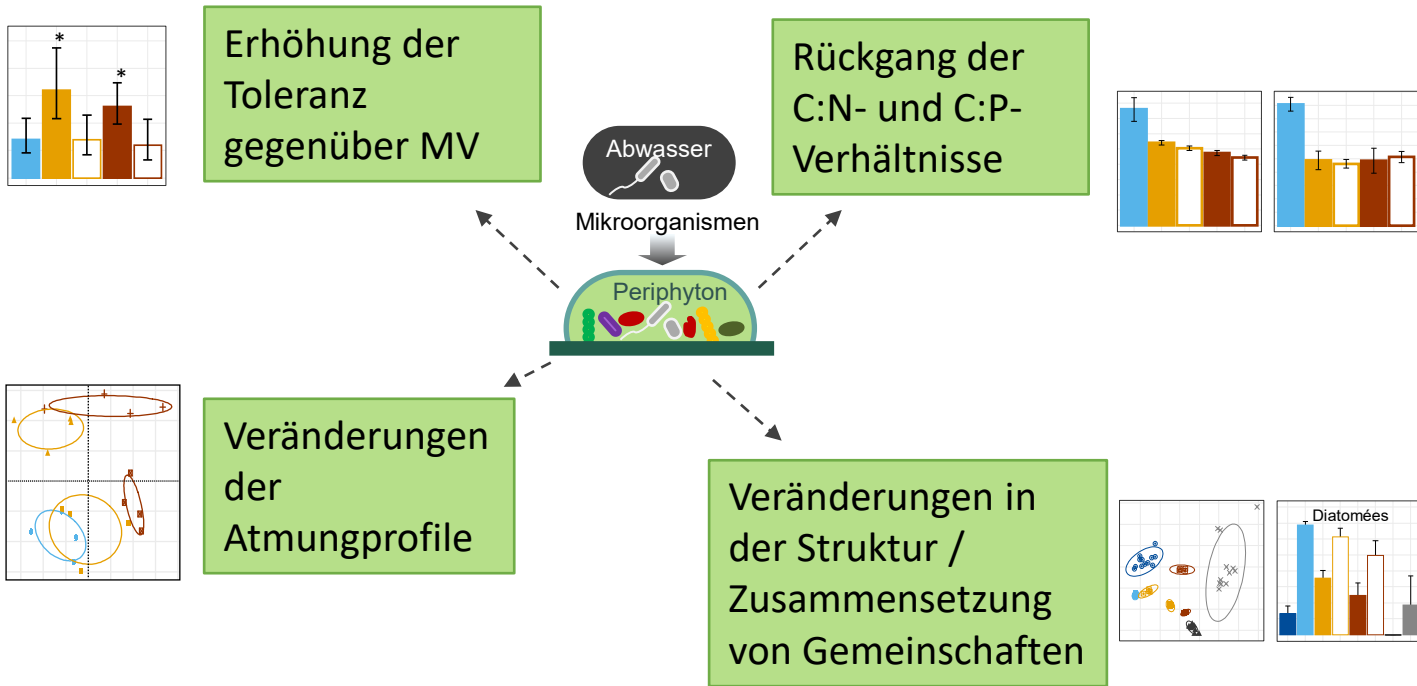 *
*
Erhöhung der
Toleranz
gegenüber MV
Rückgang der
C:N- und C:P-
Verhältnisse
Abwasser
Mikroorganismen
Periphyton
Veränderungen
der
Atmungprofile
Veränderungen in
der Struktur /
Zusammensetzung
von Gemeinschaften
Diatomées